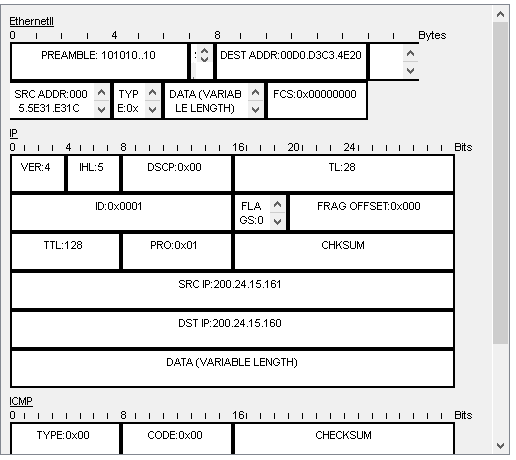 EthernetII
0 4 8 Bytes
PREAMBLE: 101010..10
DEST ADDR:00D0.D3C3.4E20
SRC ADDR:000
5.5E31.E31C
TYP
E:0x
DATA (VARIAB
LE LENGTH)
FCS:0x00000000
IP
0 4 8 16 20 24 Bits
VER:4 IHL:5 DSCP:0x00 TL:28
ID:0x0001
FLA
GS:0
FRAG OFFSET:0x000
TTL:128 PRO:0x01 CHKSUM
SRC IP:200.24.15.161
DST IP:200.24.15.160
DATA (VARIABLE LENGTH)
ICMP
0 4 8 16 Bits
TYPE:0x00 CODE:0x00 CHECKSUM